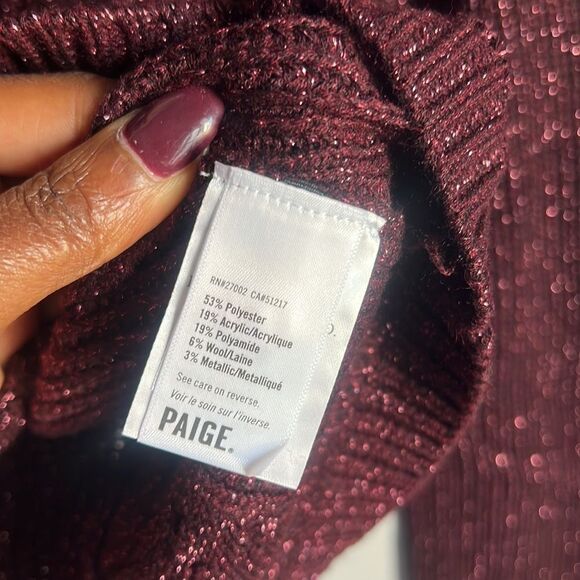 RN#27002 CA#51217
53% Polyester
19% Acrylic/Acrylique
19% Polyamide
6% Wool/Laine
3% Metallic/Metalliqué
See care on reverse.
Voir le soin sur l'inverse.
PAIGE.